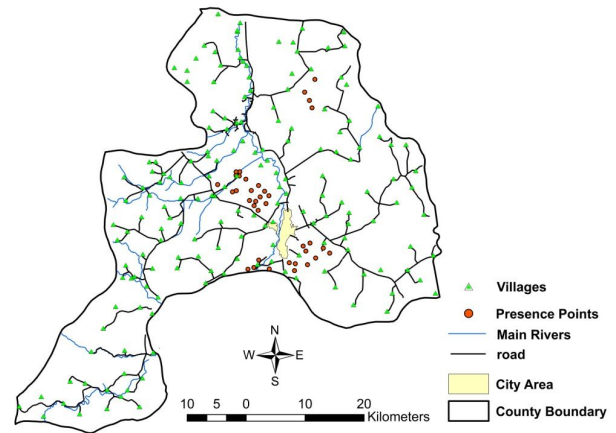 Villages
Presence Points
Main Rivers
road
City Area
County Boundary
N
W E
S
10 5 0 10 20
Kilometers